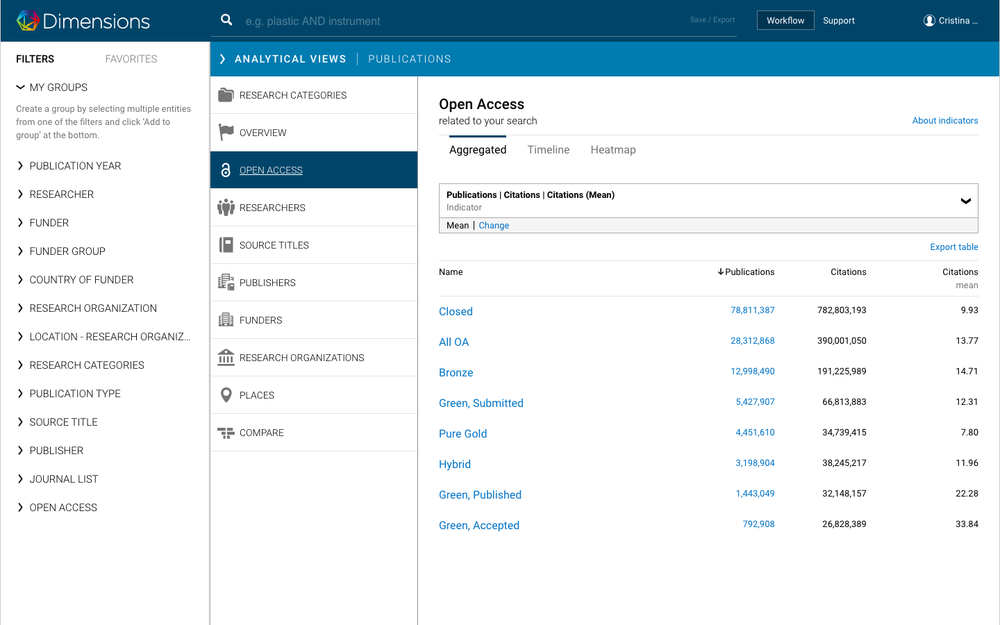 Dimensions
e.g. plastic AND instrument
Save / Export
Workflow
Support
Cristina ...
FILTERS
FAVORITES
MY GROUPS
Create a group by selecting multiple entities
from one of the filters and click 'Add to
group' at the bottom.
PUBLICATION YEAR
RESEARCHER
FUNDER
FUNDER GROUP
COUNTRY OF FUNDER
RESEARCH ORGANIZATION
LOCATION - RESEARCH ORGANIZ...
RESEARCH CATEGORIES
PUBLICATION TYPE
SOURCE TITLE
PUBLISHER
JOURNAL LIST
OPEN ACCESS
ANALYTICAL VIEWS | PUBLICATIONS
RESEARCH CATEGORIES
OVERVIEW
OPEN ACCESS
RESEARCHERS
SOURCE TITLES
PUBLISHERS
FUNDERS
RESEARCH ORGANIZATIONS
PLACES
COMPARE
Open Access
related to your search
About indicators
Aggregated Timeline Heatmap
Publications | Citations | Citations (Mean)
Indicator
Mean | Change
Export table
Name Publications Citations Citations
mean
Closed 78,811,387 782,803,193 9.93
All OA 28,312,868 390,001,050 13.77
Bronze 12,998,490 191,225,989 14.71
Green, Submitted 5,427,907 66,813,883 12.31
Pure Gold 4,451,610 34,739,415 7.80
Hybrid 3,198,904 38,245,217 11.96
Green, Published 1,443,049 32,148,157 22.28
Green, Accepted 792,908 26,828,389 33.84